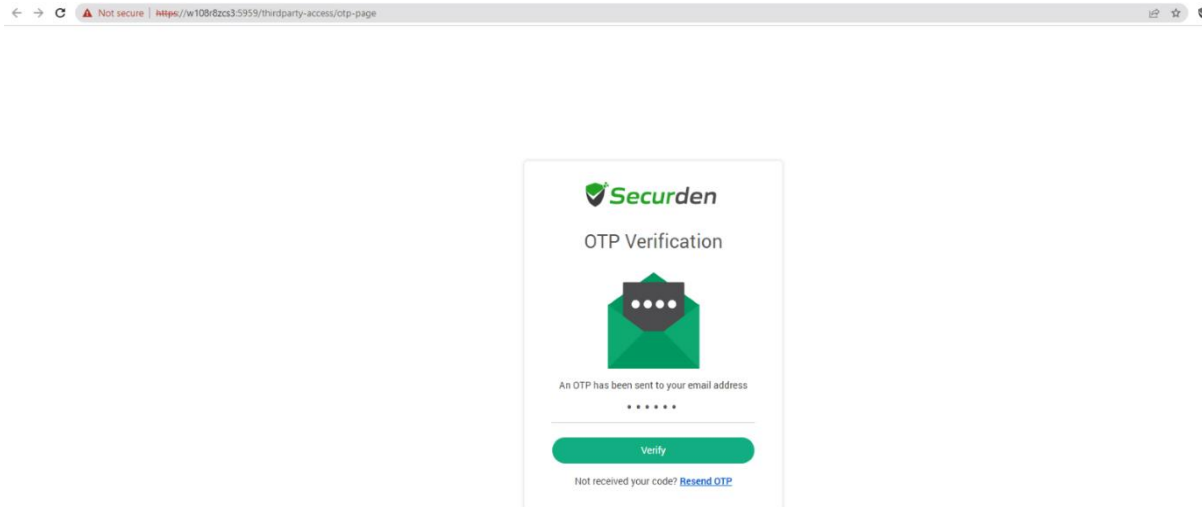 Not secure | https://w108r8zcs3:5959/thirdparty-access/otp-page
Securden
OTP Verification
An OTP has been sent to your email address
Verify
Not received your code? Resend OTP